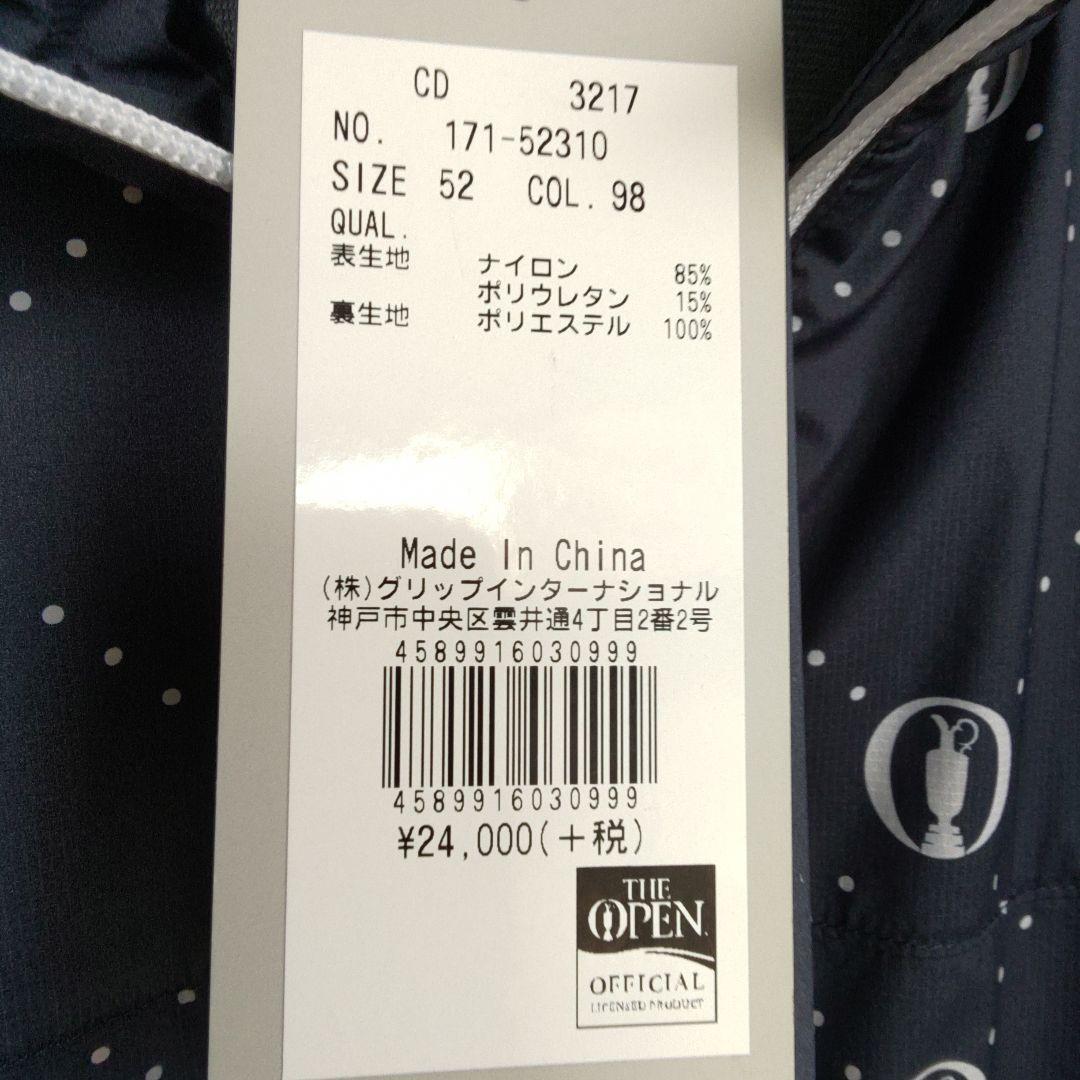 CD 3217
NO. 171-52310
SIZE 52 COL. 98
QUAL.
表生地 ナイロン 85%
ポリウレタン 15%
裏生地 ポリエステル 100%
Made In China
(株)グリップインターナショナル
神戸市中央区雲井通4丁目2番2号
4589916030999
4589916030999
¥24,000(+税)
THE
OPEN.
OFFICIAL
LICENSED PRODUCT